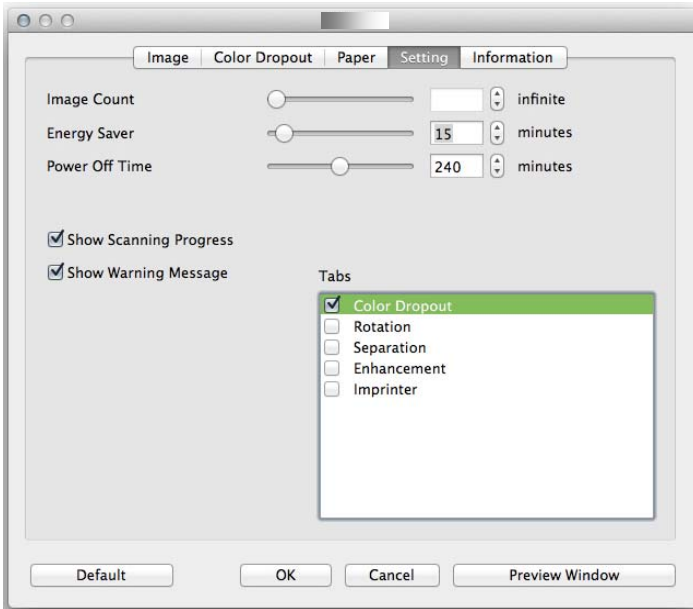 Image Color Dropout Paper Setting Information
Image Count infinite
Energy Saver 15 minutes
Power Off Time 240 minutes
Show Scanning Progress
Show Warning Message
Tabs
Color Dropout
Rotation
Separation
Enhancement
Imprinter
Default OK Cancel Preview Window